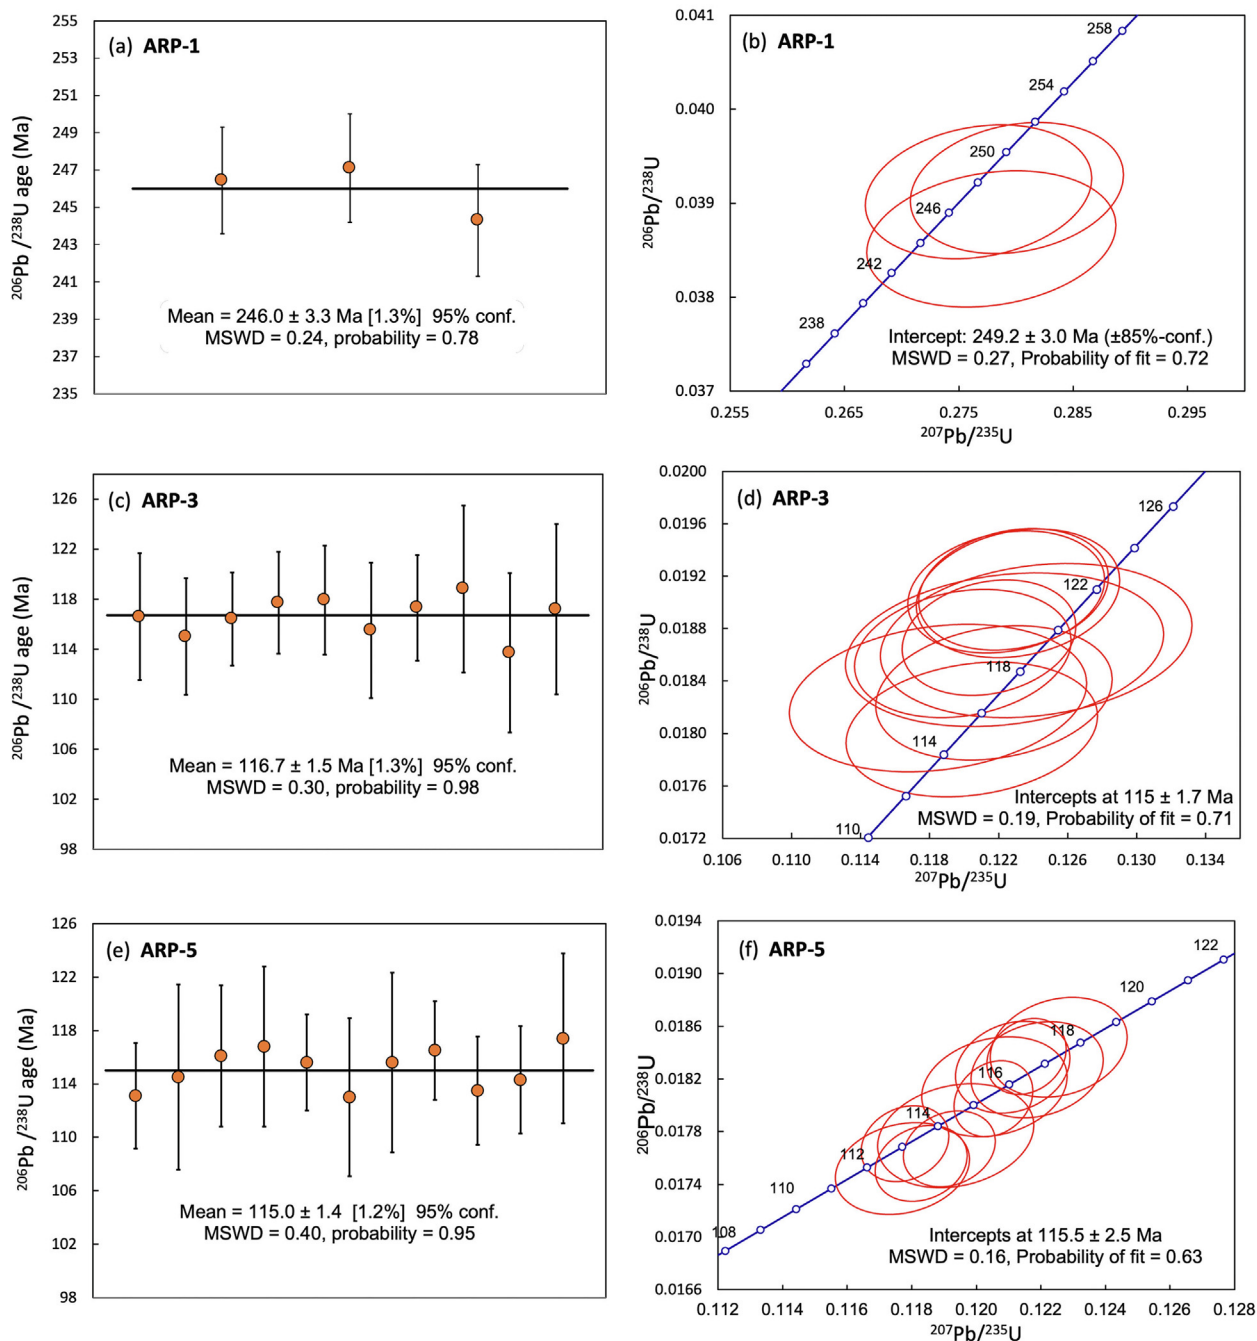 (a) ARP-1
255
253
251
249
247
245
243
241
239
237
235
206Pb /238U age (Ma)
Mean = 246.0 ± 3.3 Ma [1.3%] 95% conf.
MSWD = 0.24, probability = 0.78
(b) ARP-1
0.041
0.040
0.039
0.038
0.037
206Pb/238U
258
254
250
246
242
238
Intercept: 249.2 ± 3.0 Ma (±85%-conf.)
MSWD = 0.27, Probability of fit = 0.72
0.255 0.265 0.275 0.285 0.295
207Pb/235U
(c) ARP-3
126
122
118
114
110
106
102
98
206Pb /238U age (Ma)
Mean = 116.7 ± 1.5 Ma [1.3%] 95% conf.
MSWD = 0.30, probability = 0.98
(d) ARP-3
0.0200
0.0196
0.0192
0.0188
0.0184
0.0180
0.0176
0.0172
206Pb/238U
126
122
118
114
110
Intercepts at 115 ± 1.7 Ma
MSWD = 0.19, Probability of fit = 0.71
0.106 0.110 0.114 0.118 0.122 0.126 0.130 0.134
207Pb/235U
(e) ARP-5
126
122
118
114
110
106
102
98
206Pb /238U age (Ma)
Mean = 115.0 ± 1.4 [1.2%] 95% conf.
MSWD = 0.40, probability = 0.95
(f) ARP-5
0.0194
0.0190
0.0186
0.0182
0.0178
0.0174
0.0170
0.0166
206Pb/238U
122
120
118
116
114
112
110
108
Intercepts at 115.5 ± 2.5 Ma
MSWD = 0.16, Probability of fit = 0.63
0.112 0.114 0.116 0.118 0.120 0.122 0.124 0.126 0.128
207Pb/235U